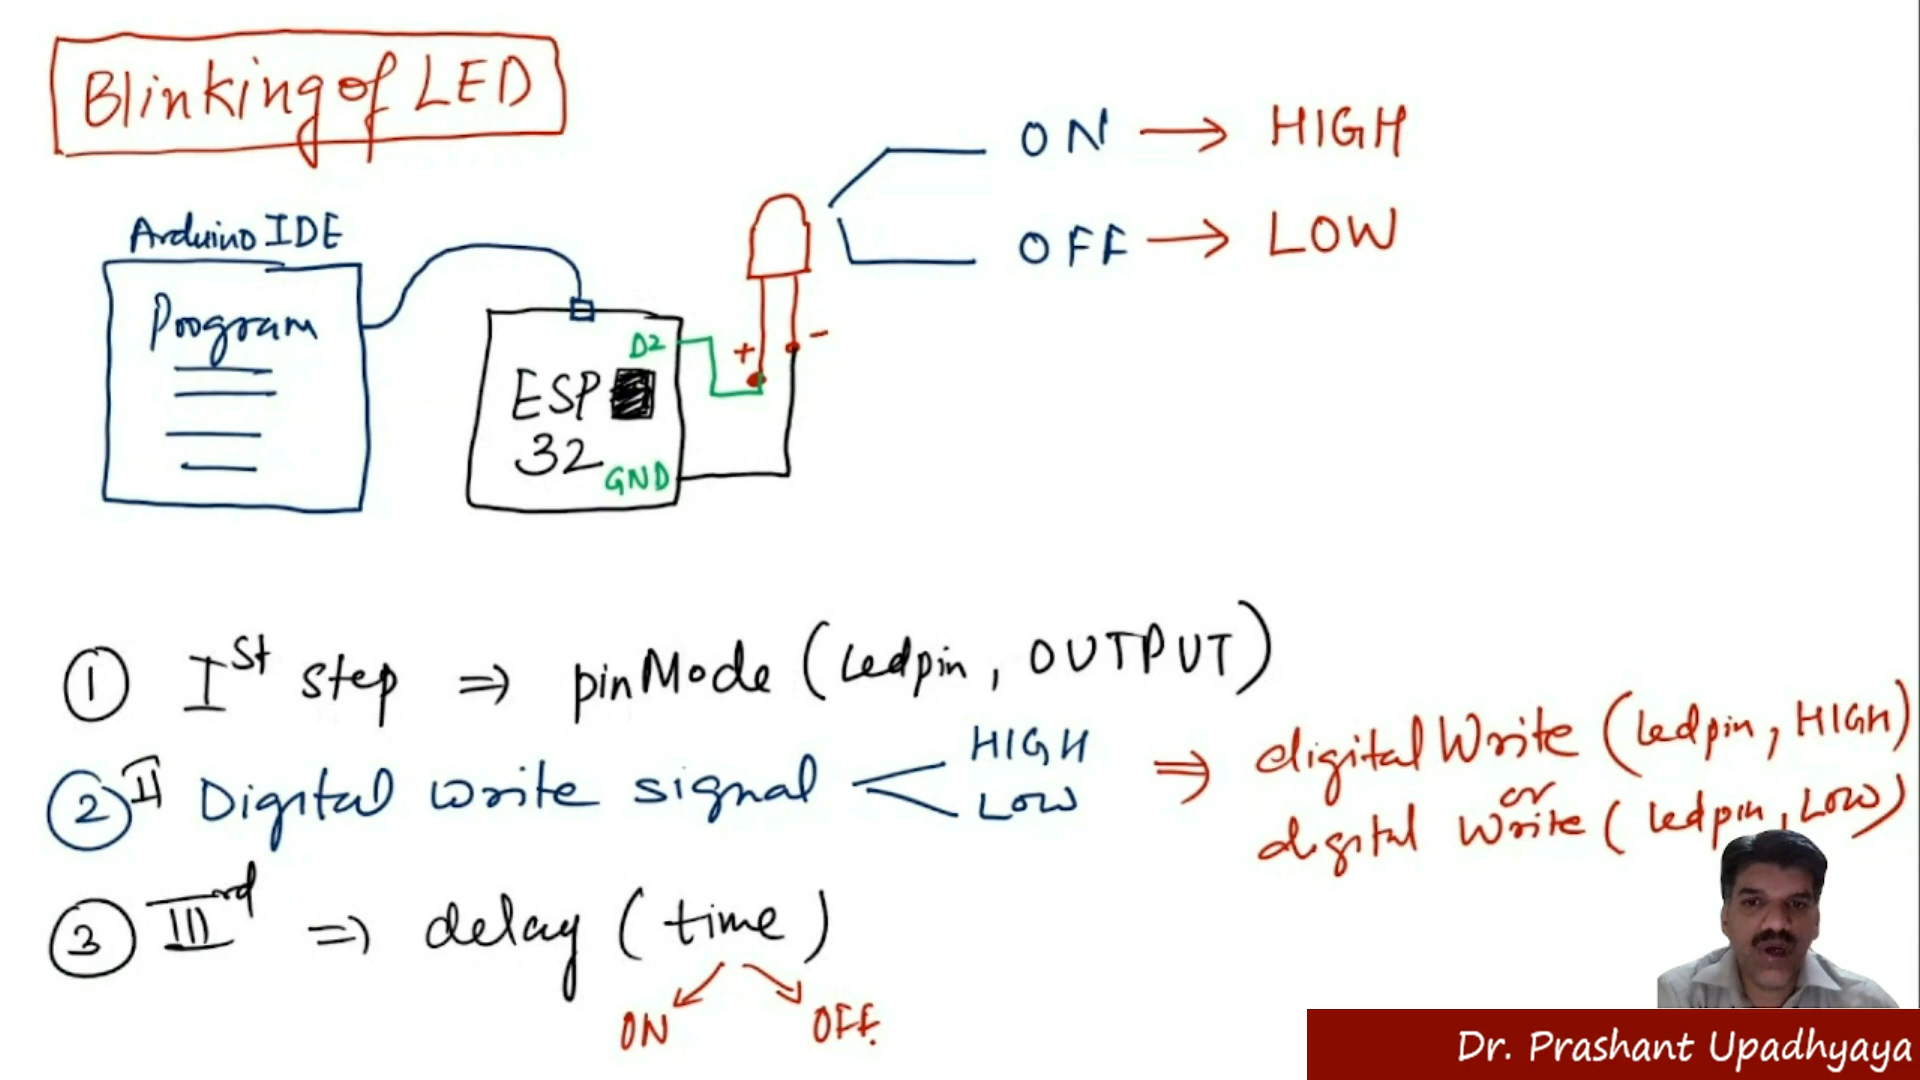 Blinking of LED
ON → HIGH
OFF → LOW
Arduino IDE
Program
ESP
32
D2
GND
+
-
① Ist step ⇒ pinMode (ledpin, OUTPUT)
② II Digital write signal < HIGH
LOW
⇒ digitalWrite (ledpin, HIGH)
or
digital Write (ledpin, LOW)
③ IIIrd ⇒ delay (time)
ON
OFF.
Dr. Prashant Upadhyaya